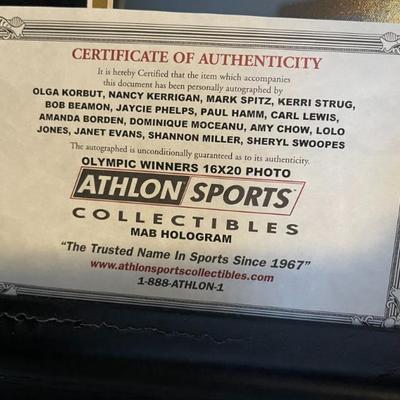 CERTIFICATE OF AUTHENTICITY
It is hereby Certified that the item which accompanies
this document has been personally autographed by
OLGA KORBUT, NANCY KERRIGAN, MARK SPITZ, KERRI STRUG,
BOB BEAMON, JAYCIE PHELPS, PAUL HAMM, CARL LEWIS,
AMANDA BORDEN, DOMINIQUE MOCEANU, AMY CHOW, LOLO
JONES, JANET EVANS, SHANNON MILLER, SHERYL SWOOPES
The autographed is unconditionally guaranteed as to its authenticity.
OLYMPIC WINNERS 16X20 PHOTO
ATHLON SPORTS™
COLLECTIBLES
MAB HOLOGRAM
"The Trusted Name In Sports Since 1967"
www.athlonsportscollectibles.com
1-888-ATHLON-1